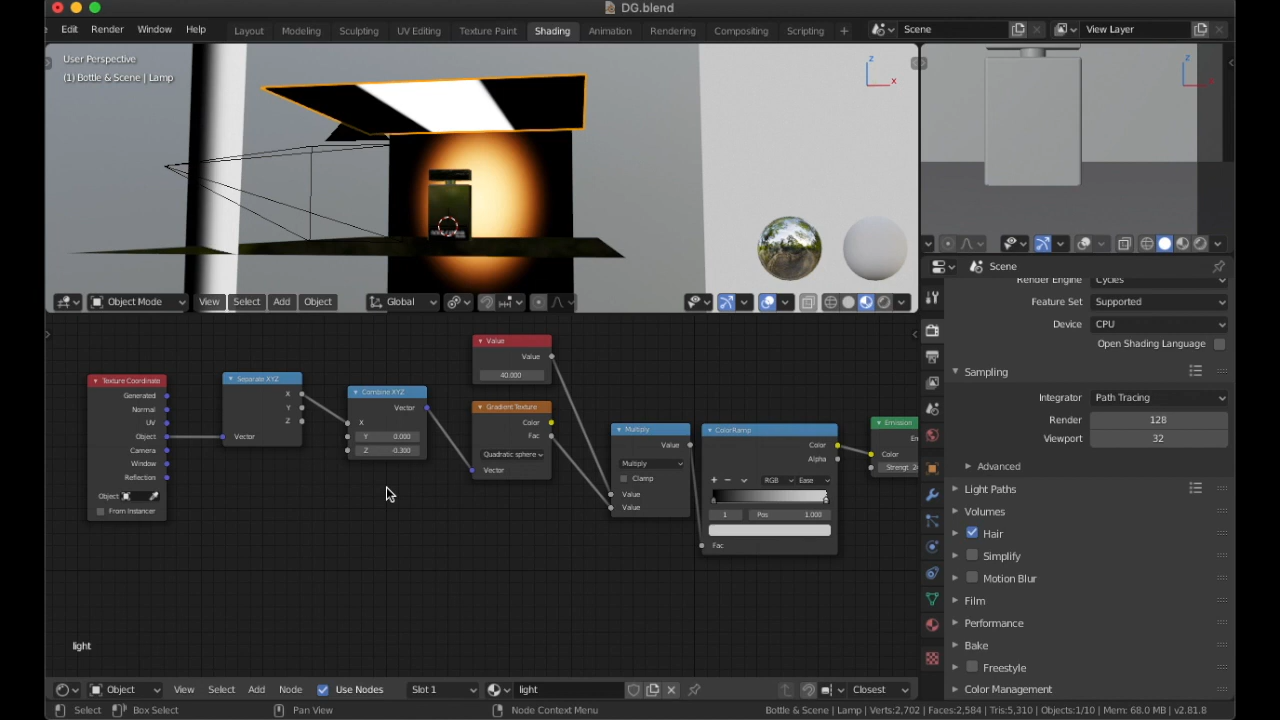 DG.blend
Edit Render Window Help Layout Modeling Sculpting UV Editing Texture Paint Shading Animation Rendering Compositing Scripting + Scene View Layer
User Perspective
(1) Bottle & Scene | Lamp
z
x
z
x
Object Mode View Select Add Object Global
Scene
Render Engine Cycles
Feature Set Supported
Device CPU
Open Shading Language
Sampling
Integrator Path Tracing
Render 128
Viewport 32
Advanced
Light Paths
Volumes
Hair
Simplify
Motion Blur
Film
Performance
Bake
Freestyle
Color Management
Texture Coordinate
Generated
Normal
UV
Object
Camera
Window
Reflection
Object
From Instancer
Separate XYZ
X
Y
Z
Vector
Combine XYZ
Vector
X
Y 0.000
Z -0.300
Value
Value
40.000
Gradient Texture
Color
Fac
Quadratic sphere
Vector
Multiply
Value
Multiply
Clamp
Value
Value
ColorRamp
Color
Alpha
RGB Ease
1 Pos 1.000
Fac
Emission
Color
light
Object View Select Add Node Use Nodes Slot 1 light Closest
Select Box Select Pan View Node Context Menu Bottle & Scene | Lamp | Verts:2,702 | Faces:2,584 | Tris:5,310 | Objects:1/10 | Mem: 68.0 MB | v2.81.8